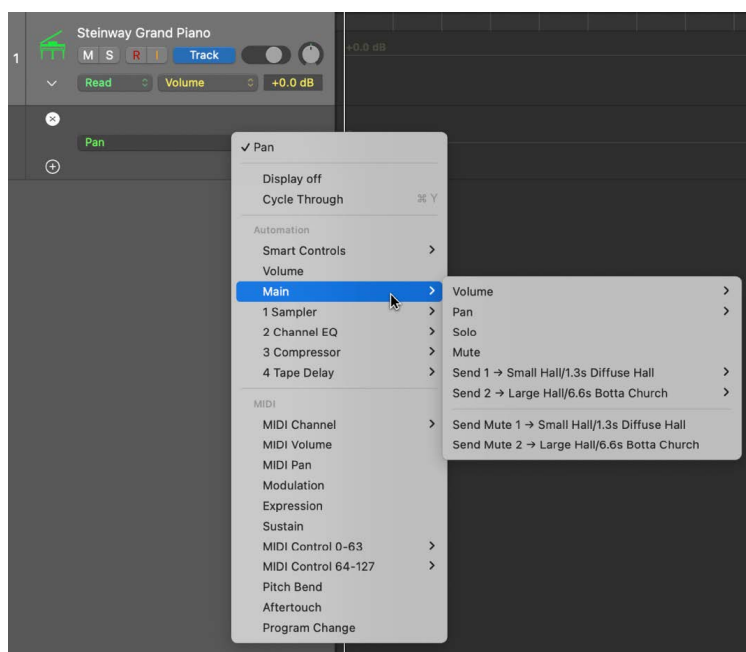 Steinway Grand Piano
1
M S R I Track
+0.0 dB
Read Volume +0.0 dB
Pan
✓ Pan
Display off
Cycle Through ⌘ Y
Automation
Smart Controls
Volume
Main
1 Sampler
2 Channel EQ
3 Compressor
4 Tape Delay
MIDI
MIDI Channel
MIDI Volume
MIDI Pan
Modulation
Expression
Sustain
MIDI Control 0-63
MIDI Control 64-127
Pitch Bend
Aftertouch
Program Change
Volume
Pan
Solo
Mute
Send 1 → Small Hall/1.3s Diffuse Hall
Send 2 → Large Hall/6.6s Botta Church
Send Mute 1 → Small Hall/1.3s Diffuse Hall
Send Mute 2 → Large Hall/6.6s Botta Church